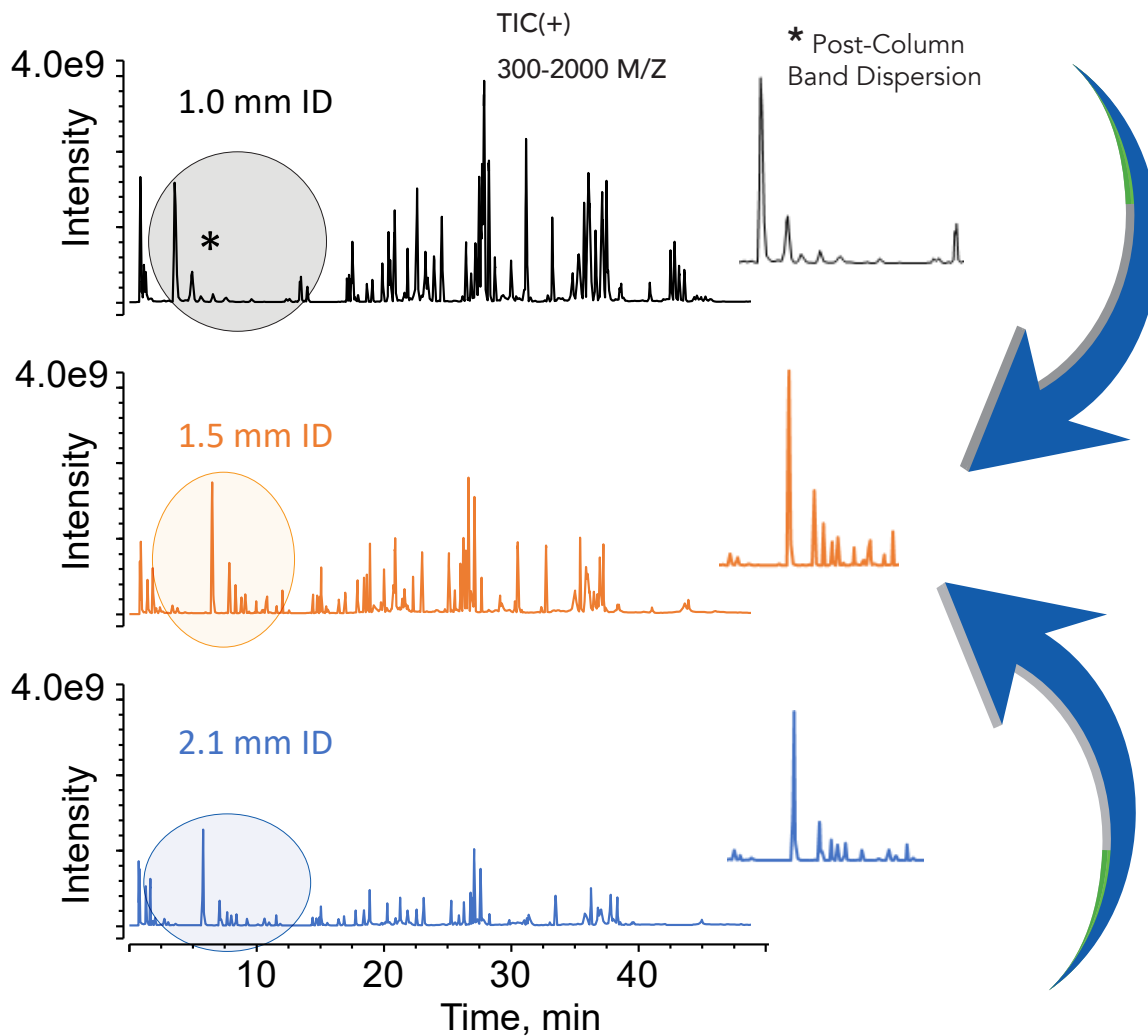 TIC(+)
300-2000 M/Z
* Post-Column
Band Dispersion
4.0e9
Intensity
1.0 mm ID
*
4.0e9
Intensity
1.5 mm ID
4.0e9
Intensity
2.1 mm ID
10 20 30 40
Time, min